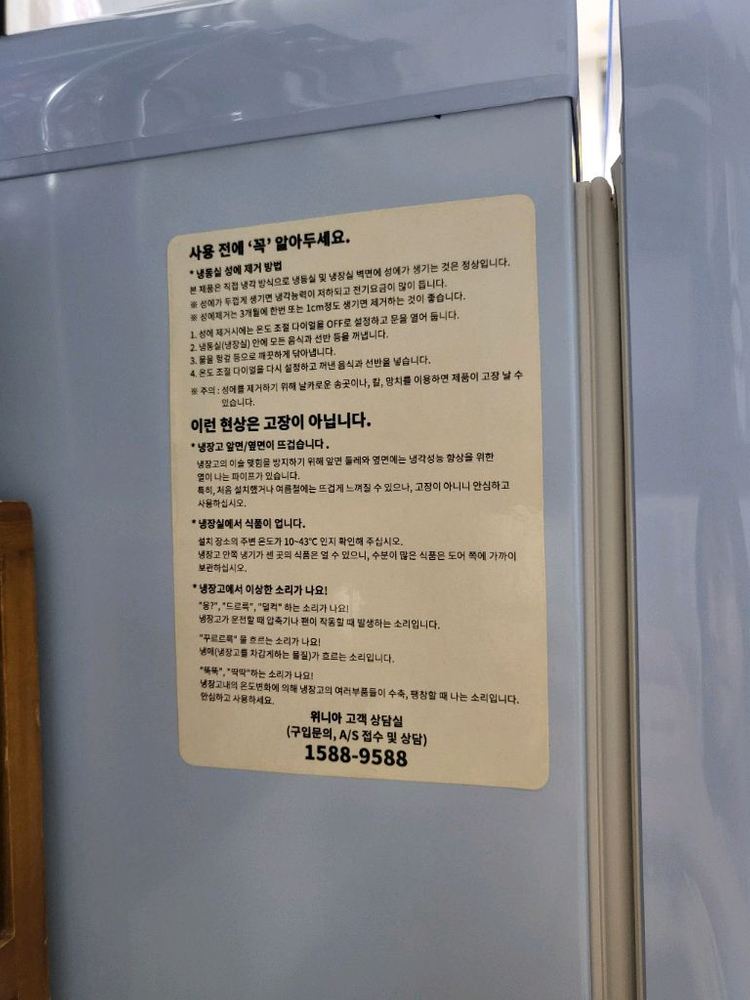 사용 전에 '꼭' 알아두세요.
* 냉동실 성에 제거 방법
본 제품은 직접 냉각 방식으로 냉동실 및 냉장실 벽면에 성에가 생기는 것은 정상입니다.
※ 성에가 두껍게 생기면 냉각능력이 저하되고 전기요금이 많이 듭니다.
※ 성에제거는 3개월에 한번 또는 1cm정도 생기면 제거하는 것이 좋습니다.
1. 성에 제거시에는 온도 조절 다이얼을 OFF로 설정하고 문을 열어 둡니다.
2. 냉동실(냉장실) 안에 모든 음식과 선반 등을 꺼냅니다.
3. 물을 헝겊 등으로 깨끗하게 닦아냅니다.
4. 온도 조절 다이얼을 다시 설정하고 꺼낸 음식과 선반을 넣습니다.
※ 주의 : 성에를 제거하기 위해 날카로운 송곳이나, 칼, 망치를 이용하면 제품이 고장 날 수
있습니다.
이런 현상은 고장이 아닙니다.
* 냉장고 앞면/옆면이 뜨겁습니다.
냉장고의 이슬 맺힘을 방지하기 위해 앞면 둘레와 옆면에는 냉각성능 향상을 위한
열이 나는 파이프가 있습니다.
특히, 처음 설치했거나 여름철에는 뜨겁게 느껴질 수 있으나, 고장이 아니니 안심하고
사용하십시오.
* 냉장실에서 식품이 업니다.
설치 장소의 주변 온도가 10~43℃ 인지 확인해 주십시오.
냉장고 안쪽 냉기가 센 곳의 식품은 얼 수 있으니, 수분이 많은 식품은 도어 쪽에 가까이
보관하십시오.
* 냉장고에서 이상한 소리가 나요!
"웅?", "드르륵", "덜컥" 하는 소리가 나요!
냉장고가 운전할 때 압축기나 팬이 작동할 때 발생하는 소리입니다.
"꾸르르륵" 물 흐르는 소리가 나요!
냉매(냉장고를 차갑게하는 물질)가 흐르는 소리입니다.
"뚝뚝", "딱딱"하는 소리가 나요!
냉장고내의 온도변화에 의해 냉장고의 여러부품들이 수축, 팽창할 때 나는 소리입니다.
안심하고 사용하세요.
위니아 고객 상담실
(구입문의, A/S 접수 및 상담)
1588-9588